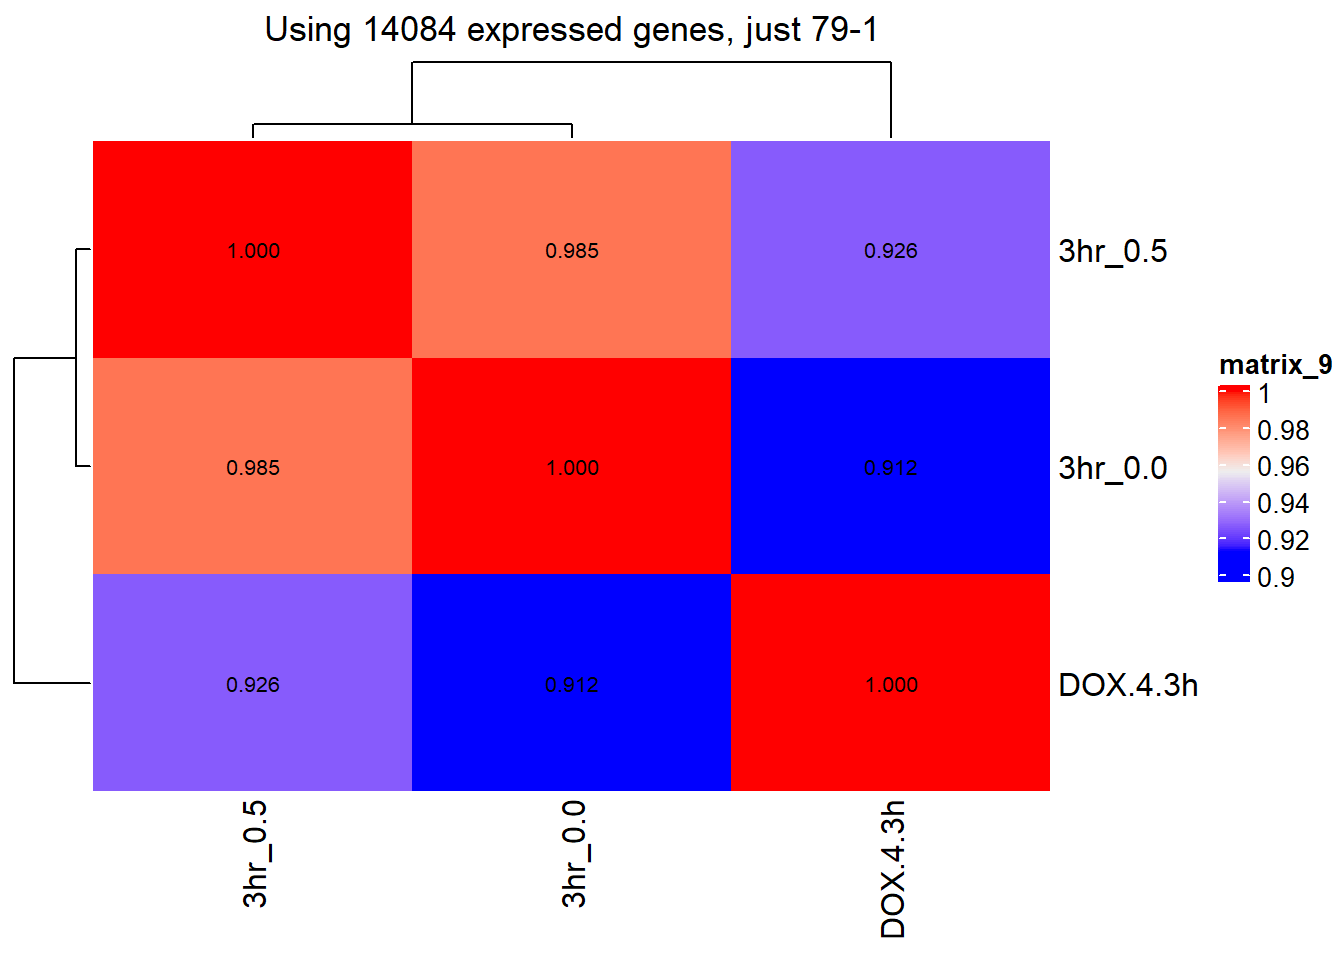 Using 14084 expressed genes, just 79-1
1.000 0.985 0.926 3hr_0.5
0.985 1.000 0.912 3hr_0.0
0.926 0.912 1.000 DOX.4.3h
3hr_0.5 3hr_0.0 DOX.4.3h
matrix_9
1
0.98
0.96
0.94
0.92
0.9